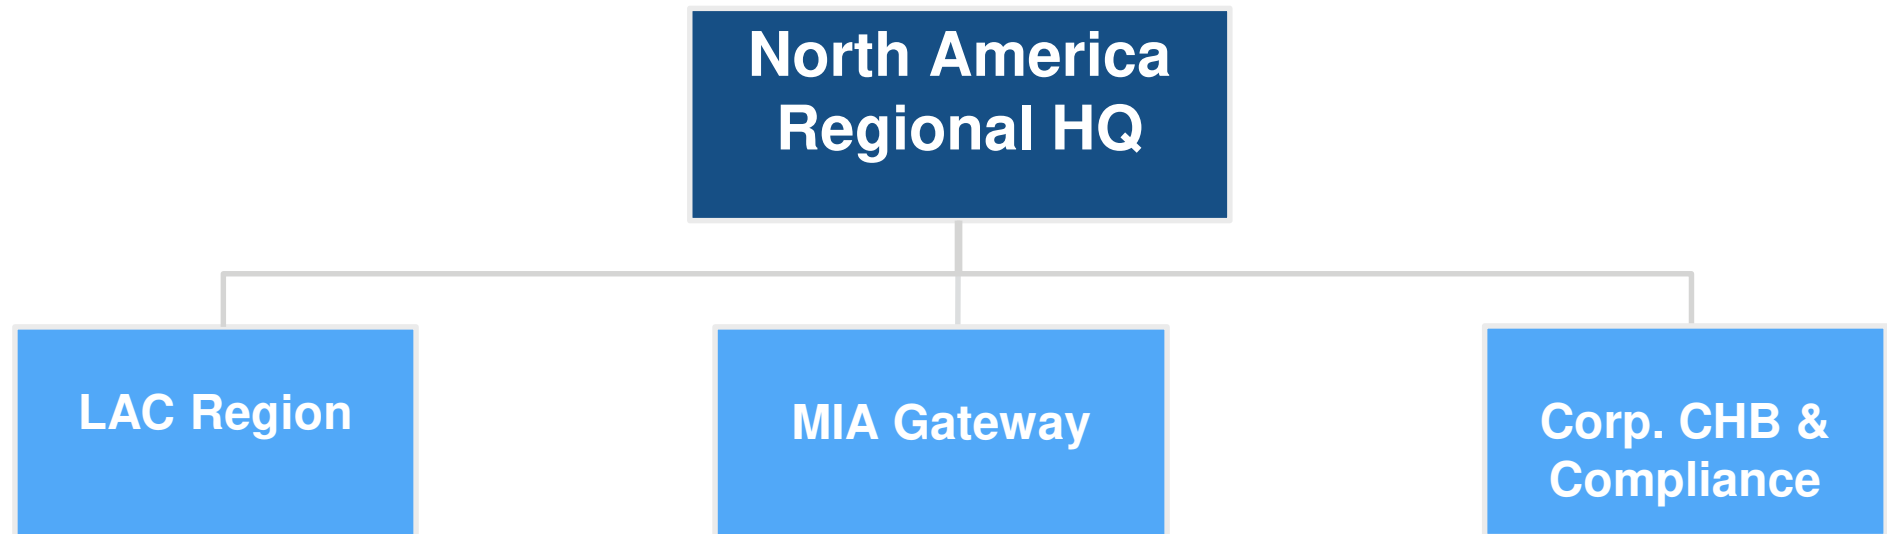 North America
Regional HQ
LAC Region
MIA Gateway
Corp. CHB &
Compliance